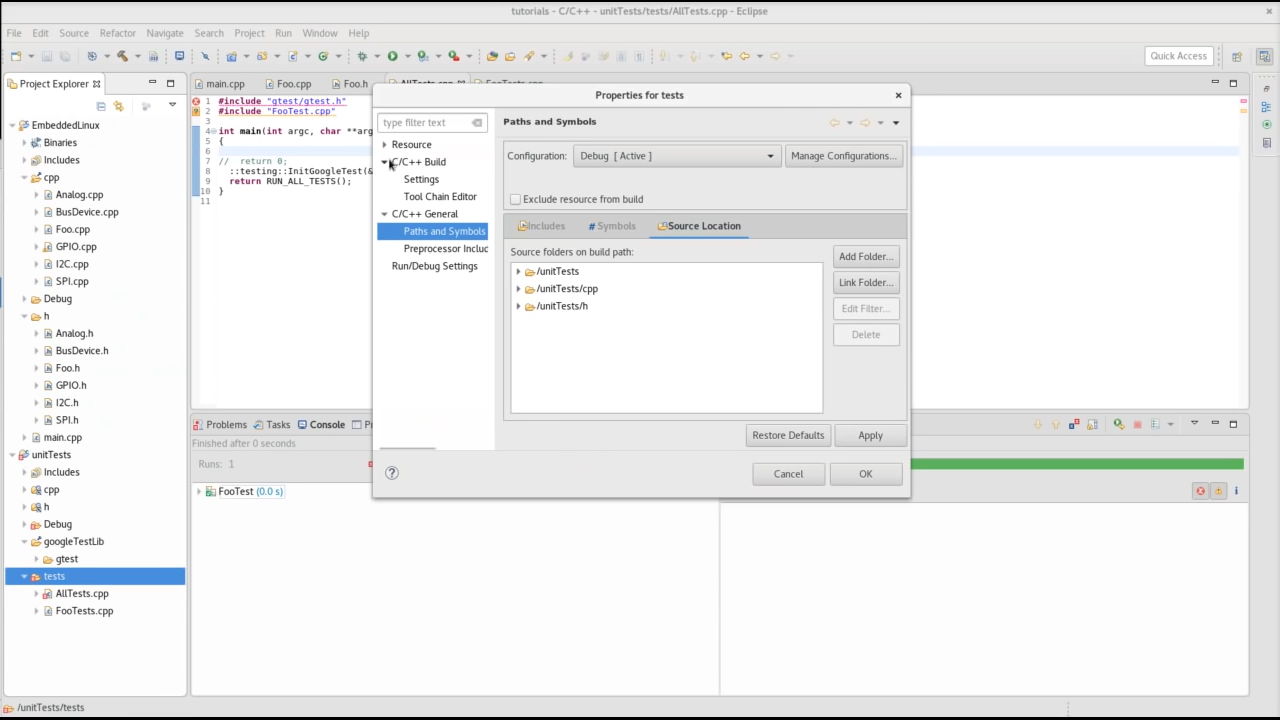 tutorials - C/C++ - unitTests/tests/AllTests.cpp - Eclipse
File Edit Source Refactor Navigate Search Project Run Window Help
Quick Access
Project Explorer
EmbeddedLinux
Binaries
Includes
cpp
Analog.cpp
BusDevice.cpp
Foo.cpp
GPIO.cpp
I2C.cpp
SPI.cpp
Debug
h
Analog.h
BusDevice.h
Foo.h
GPIO.h
I2C.h
SPI.h
main.cpp
unitTests
Includes
cpp
h
Debug
googleTestLib
gtest
tests
AllTests.cpp
FooTests.cpp
main.cpp Foo.cpp Foo.h AllTests.cpp FooTests.cpp
1 #include "gtest/gtest.h"
2 #include "FooTest.cpp"
3
4 int main(int argc, char **arg
5 {
6
7 // return 0;
8 ::testing::InitGoogleTest(&
9 return RUN_ALL_TESTS();
10 }
11
Properties for tests
type filter text
Resource
C/C++ Build
Settings
Tool Chain Editor
C/C++ General
Paths and Symbols
Preprocessor Incluc
Run/Debug Settings
Paths and Symbols
Configuration: Debug [ Active ] Manage Configurations...
Exclude resource from build
Includes # Symbols Source Location
Source folders on build path:
/unitTests
/unitTests/cpp
/unitTests/h
Add Folder...
Link Folder...
Edit Filter...
Delete
Restore Defaults Apply
Cancel OK
Problems Tasks Console Pr
Finished after 0 seconds
Runs: 1
FooTest (0.0 s)
/unitTests/tests